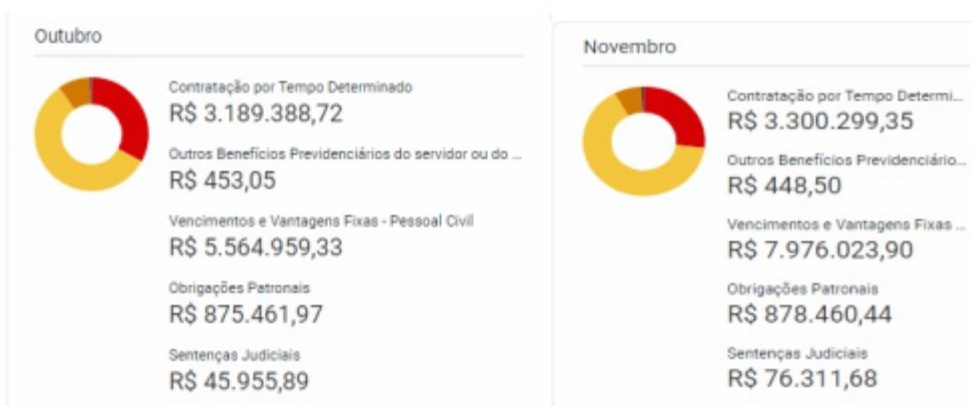 Outubro
Contratação por Tempo Determinado
R$ 3.189.388,72
Outros Benefícios Previdenciários do servidor ou do ...
R$ 453,05
Vencimentos e Vantagens Fixas - Pessoal Civil
R$ 5.564.959,33
Obrigações Patronais
R$ 875.461,97
Sentenças Judiciais
R$ 45.955,89
Novembro
Contratação por Tempo Determi...
R$ 3.300.299,35
Outros Benefícios Previdenciário...
R$ 448,50
Vencimentos e Vantagens Fixas ...
R$ 7.976.023,90
Obrigações Patronais
R$ 878.460,44
Sentenças Judiciais
R$ 76.311,68